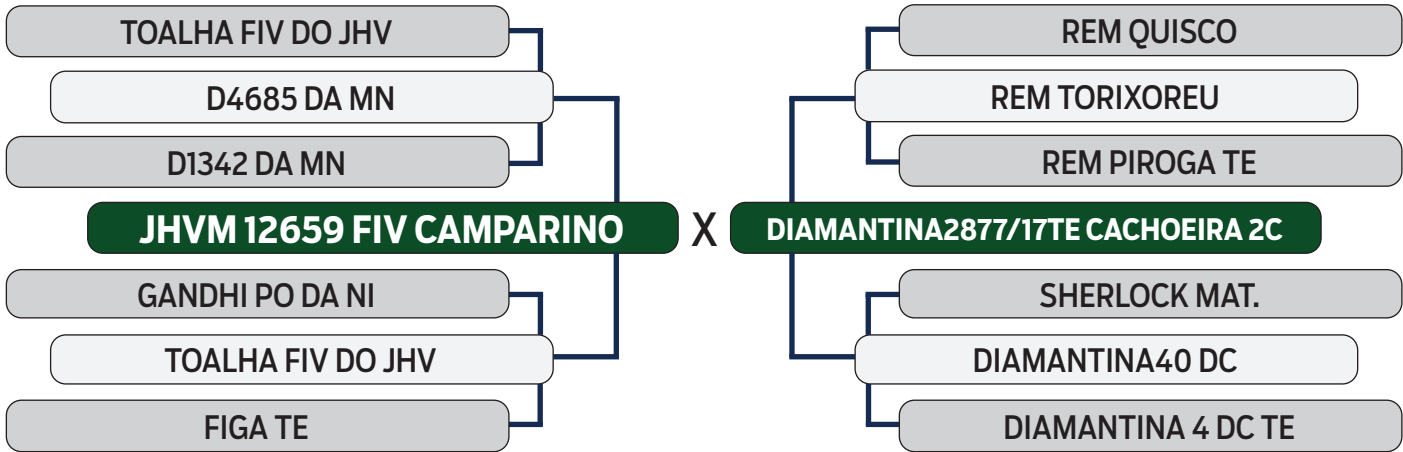 TOALHA FIV DO JHV
D4685 DA MN
D1342 DA MN
JHVM 12659 FIV CAMPARINO
GANDHI PO DA NI
TOALHA FIV DO JHV
FIGA TE
X
REM QUISCO
REM TORIXOREU
REM PIROGA TE
DIAMANTINA2877/17TE CACHOEIRA 2C
SHERLOCK MAT.
DIAMANTINA40 DC
DIAMANTINA 4 DC TE